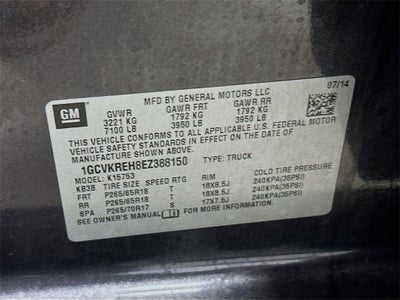 GM
MFD BY GENERAL MOTORS LLC
07/14
GVWR GAWR FRT GAWR RR
3221 KG 1792 KG 1792 KG
7100 LB 3950 LB 3950 LB
THIS VEHICLE CONFORMS TO ALL APPLICABLE U.S. FEDERAL MOTOR
VEHICLE SAFETY STANDARDS IN EFFECT ON THE DATE OF
MANUFACTURE SHOWN ABOVE.
1GCVKREH8EZ388150 TYPE: TRUCK
MODEL: K15753
KB3B TIRE SIZE SPEED RTG RIM COLD TIRE PRESSURE
FRT P265/65R18 T 18X8.5J 240KPA(35PSI)
RR P265/65R18 T 18X8.5J 240KPA(35PSI)
SPA P265/70R17 S 17X7.5J 240KPA(35PSI)
SEE OWNER'S MANUAL FOR MORE INFORMATION.